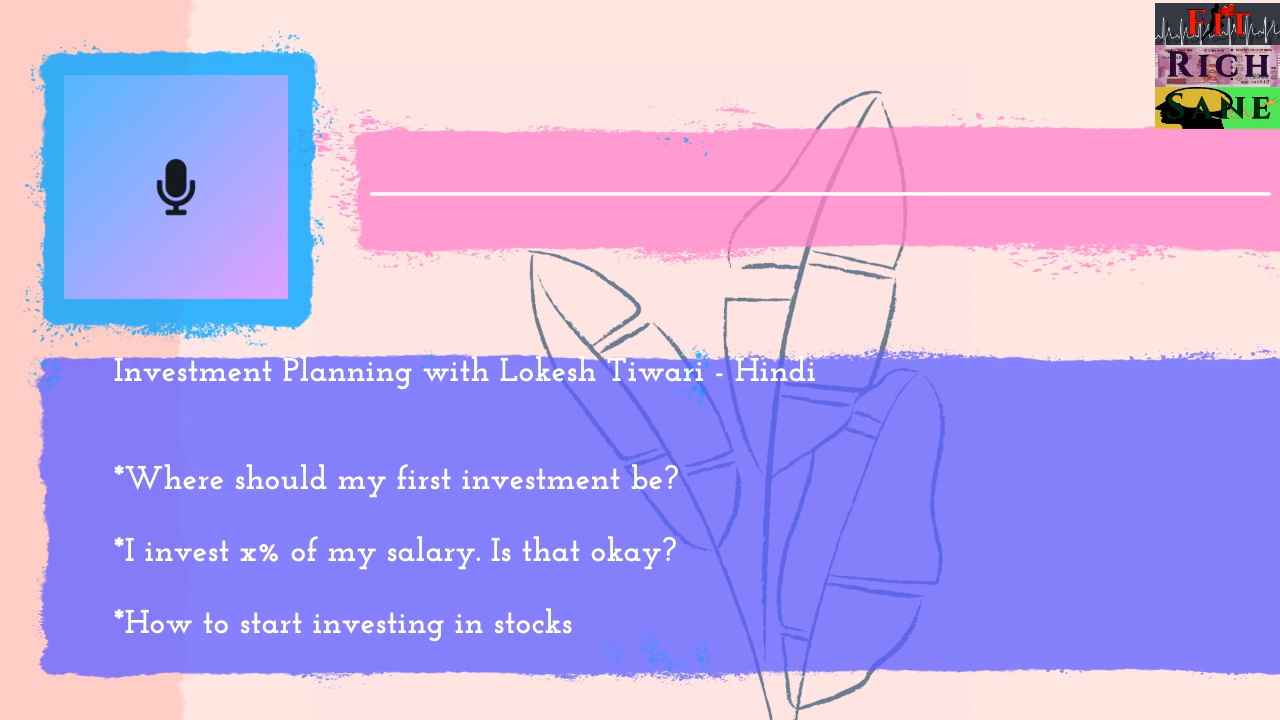 FIT
RICH
SANE
Investment Planning with Lokesh Tiwari - Hindi
*Where should my first investment be?
*I invest x% of my salary. Is that okay?
*How to start investing in stocks